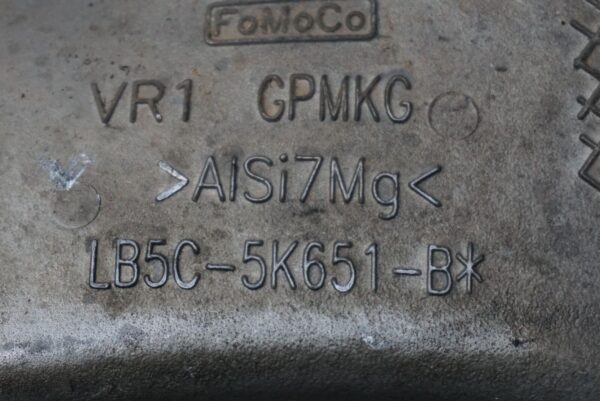 FoMoCo
VR1 GPMKG
>AlSi7Mg<
LB5C-5K651-B*